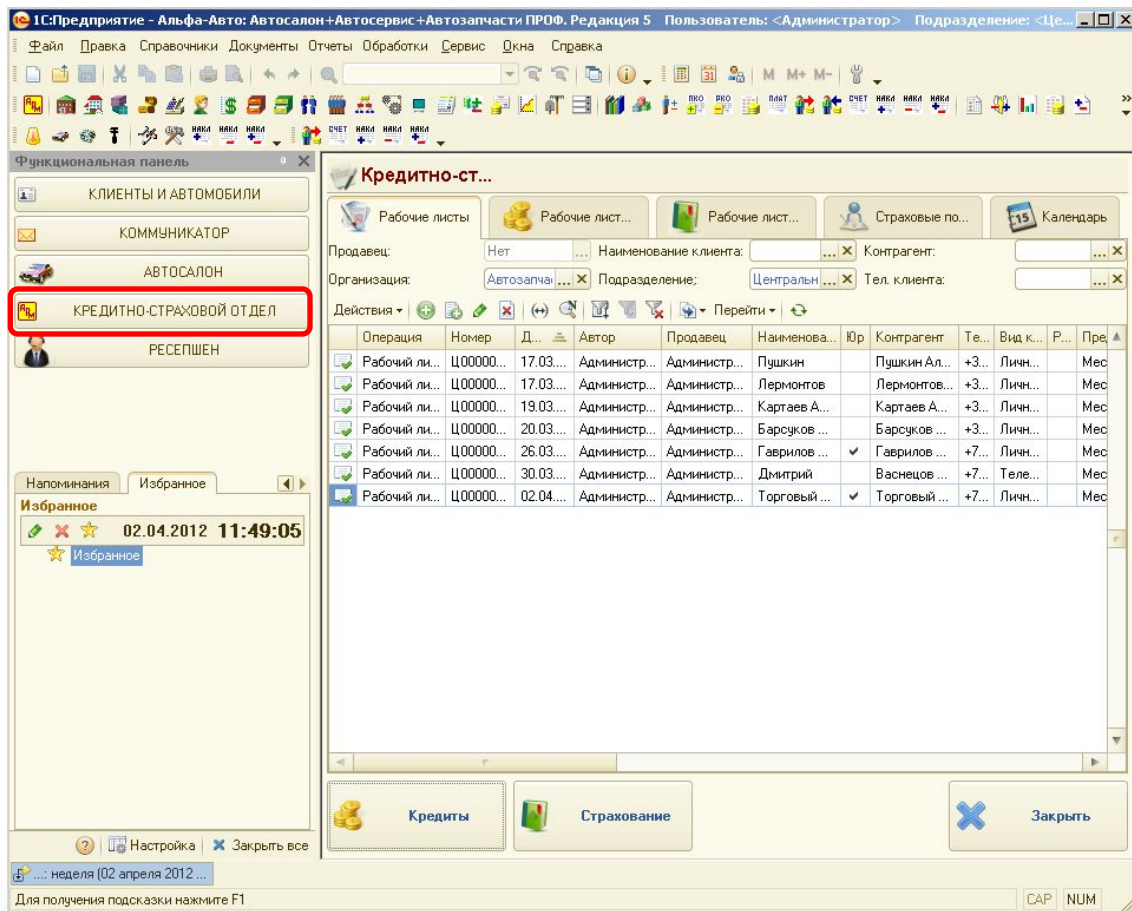 1С:Предприятие - Альфа-Авто: Автосалон+Автосервис+Автозапчасти ПРОФ. Редакция 5 Пользователь: <Администратор> Подразделение: <Це...
Файл Правка Справочники Документы Отчеты Обработки Сервис Окна Справка
M M+ M-
Функциональная панель
КЛИЕНТЫ И АВТОМОБИЛИ
КОММУНИКАТОР
АВТОСАЛОН
КРЕДИТНО-СТРАХОВОЙ ОТДЕЛ
РЕСЕПШЕН
Напоминания Избранное
Избранное
02.04.2012 11:49:05
Избранное
Настройка Закрыть все
Кредитно-ст...
Рабочие листы Рабочие лист... Рабочие лист... Страховые по... Календарь
Продавец: Нет ... Наименование клиента: ... Контрагент: ...
Организация: Автозапча ... Подразделение; Центральн ... Тел. клиента: ...
Действия Перейти
Операция Номер Д... Автор Продавец Наименова... Юр Контрагент Те... Вид к... Р... Пре
Рабочий ли... Ц00000... 17.03.... Администр... Администр... Пушкин Пушкин Ал... +3... Личн... Мес
Рабочий ли... Ц00000... 17.03.... Администр... Администр... Лермонтов Лермонтов... +3... Личн... Мес
Рабочий ли... Ц00000... 19.03.... Администр... Администр... Картаев А... Картаев А... +3... Личн... Мес
Рабочий ли... Ц00000... 20.03.... Администр... Администр... Барсуков ... Барсуков ... +3... Личн... Мес
Рабочий ли... Ц00000... 26.03.... Администр... Администр... Гаврилов ... Гаврилов ... +7... Личн... Мес
Рабочий ли... Ц00000... 30.03.... Администр... Администр... Дмитрий Васнецов ... +7... Теле... Мес
Рабочий ли... Ц00000... 02.04.... Администр... Администр... Торговый ... Торговый ... +7... Личн... Мес
Кредиты Страхование Закрыть
...: неделя (02 апреля 2012 ...
Для получения подсказки нажмите F1 CAP NUM